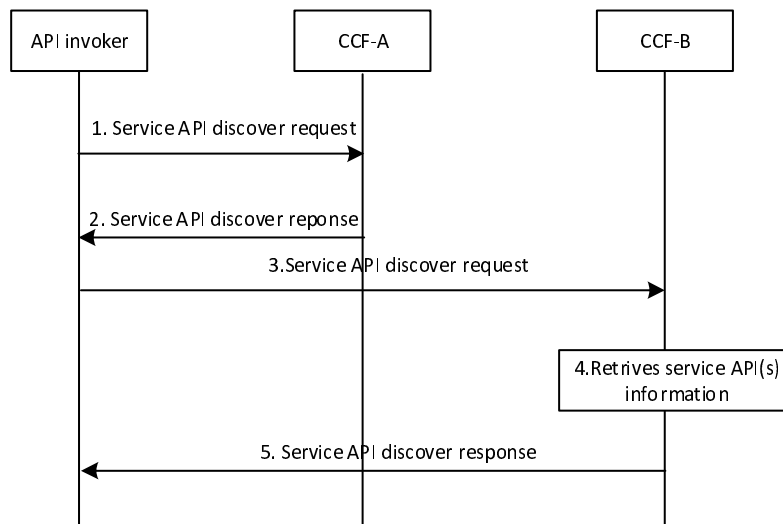 API invoker
CCF-A
CCF-B
1. Service API discover request
2. Service API discover reponse
3.Service API discover request
4.Retrives service API(s)
information
5. Service API discover response